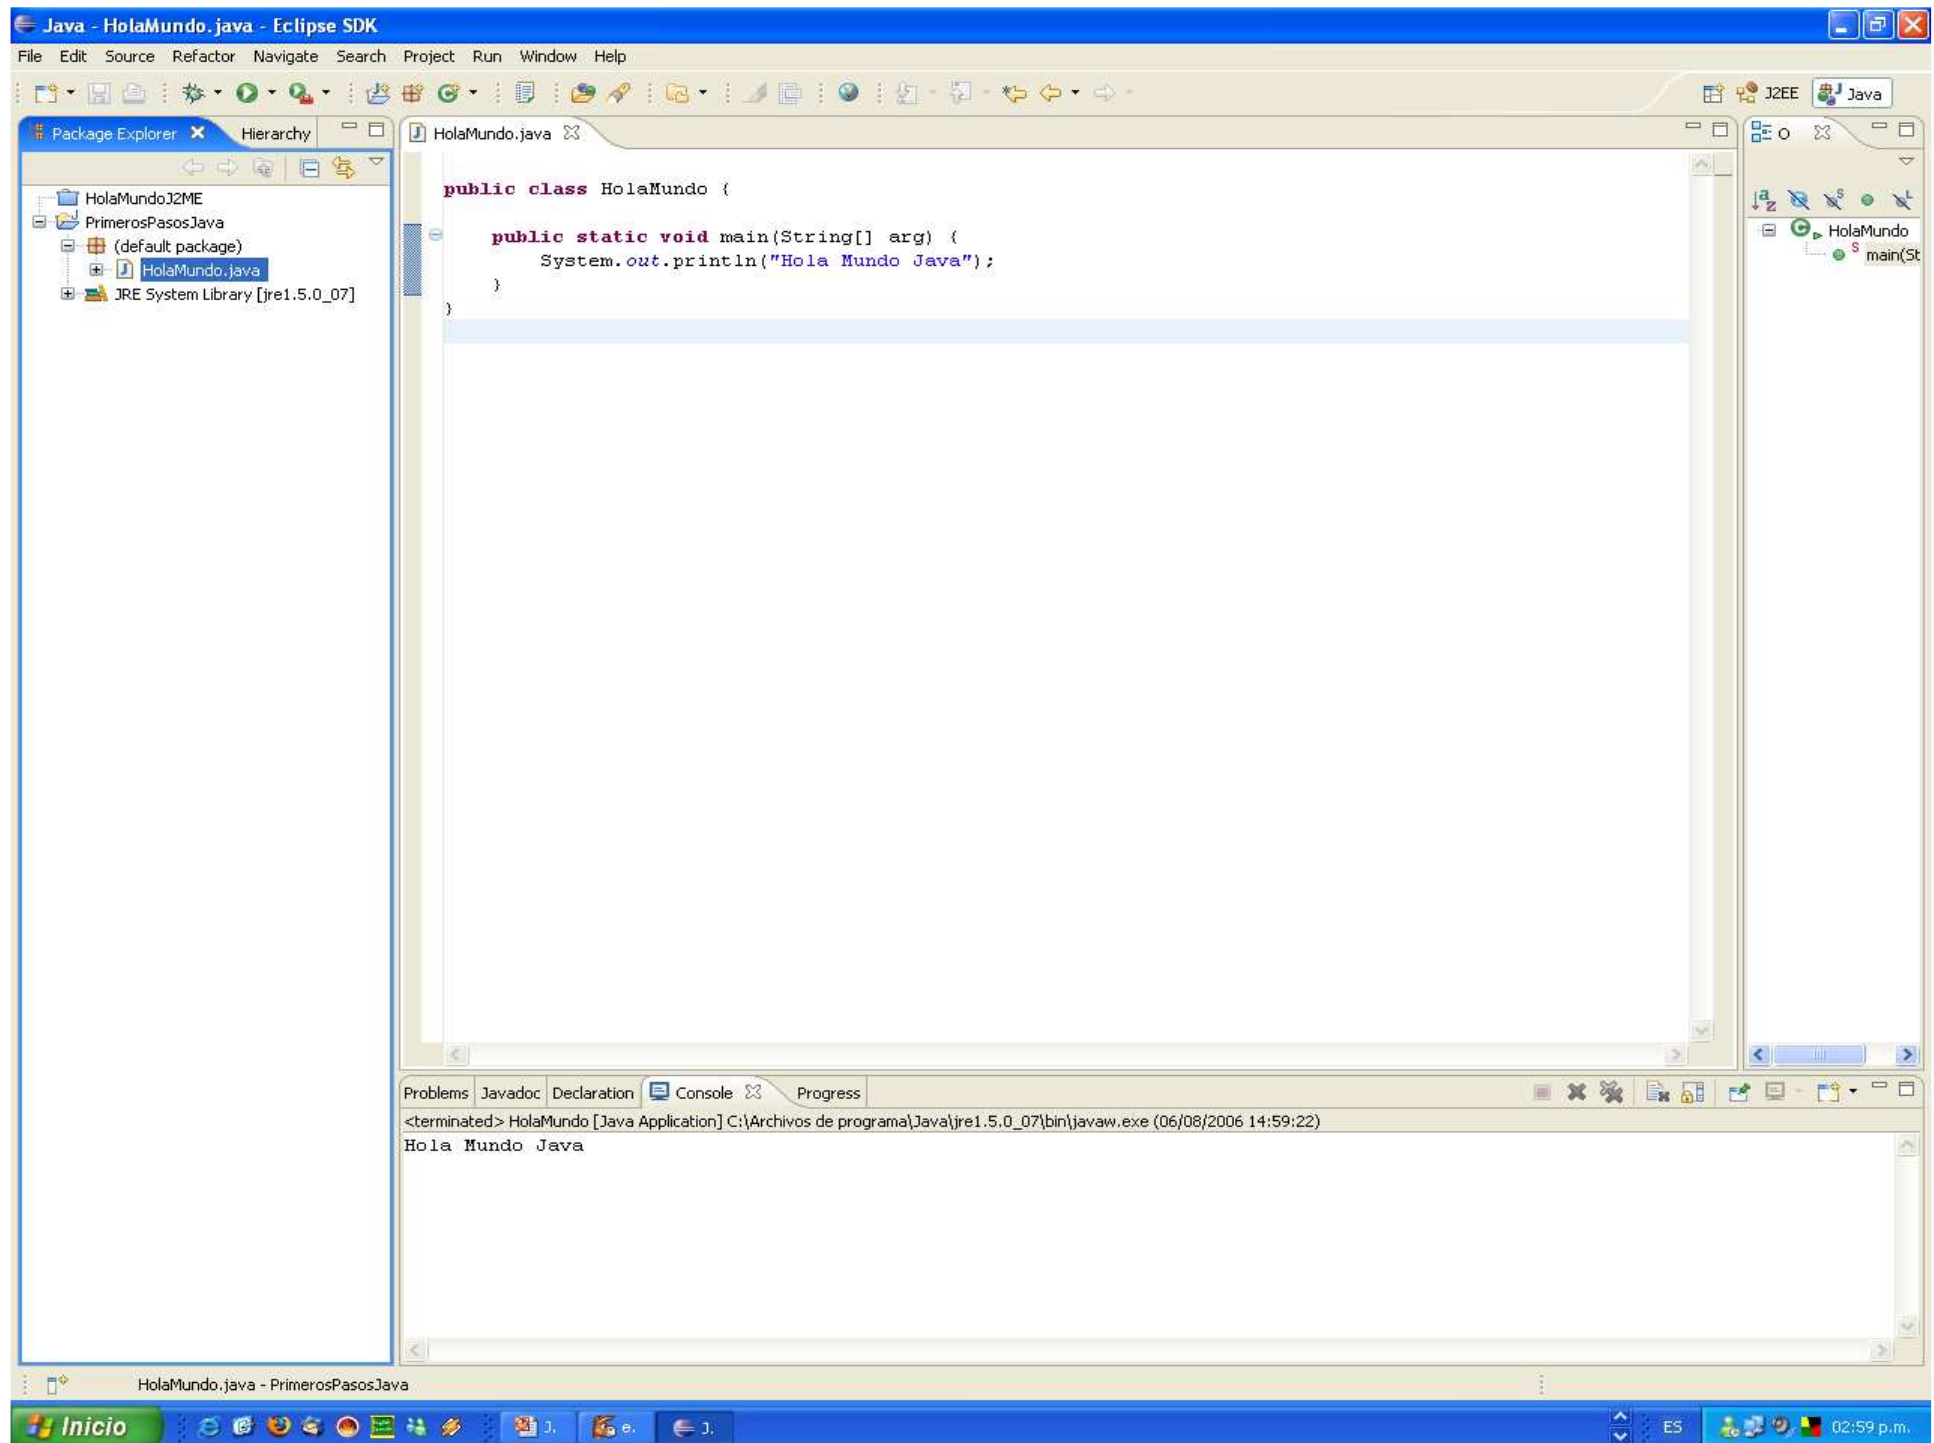 Java - HolaMundo.java - Eclipse SDK
File Edit Source Refactor Navigate Search Project Run Window Help
J2EE Java
Package Explorer Hierarchy
HolaMundoJ2ME
PrimerosPasosJava
(default package)
HolaMundo.java
JRE System Library [jre1.5.0_07]
HolaMundo.java
public class HolaMundo {
public static void main(String[] arg) {
System.out.println("Hola Mundo Java");
}
}
O
HolaMundo
S main(St
Problems Javadoc Declaration Console Progress
<terminated> HolaMundo [Java Application] C:\Archivos de programa\Java\jre1.5.0_07\bin\javaw.exe (06/08/2006 14:59:22)
Hola Mundo Java
HolaMundo.java - PrimerosPasosJava
Inicio J. e. J. ES 02:59 p.m.